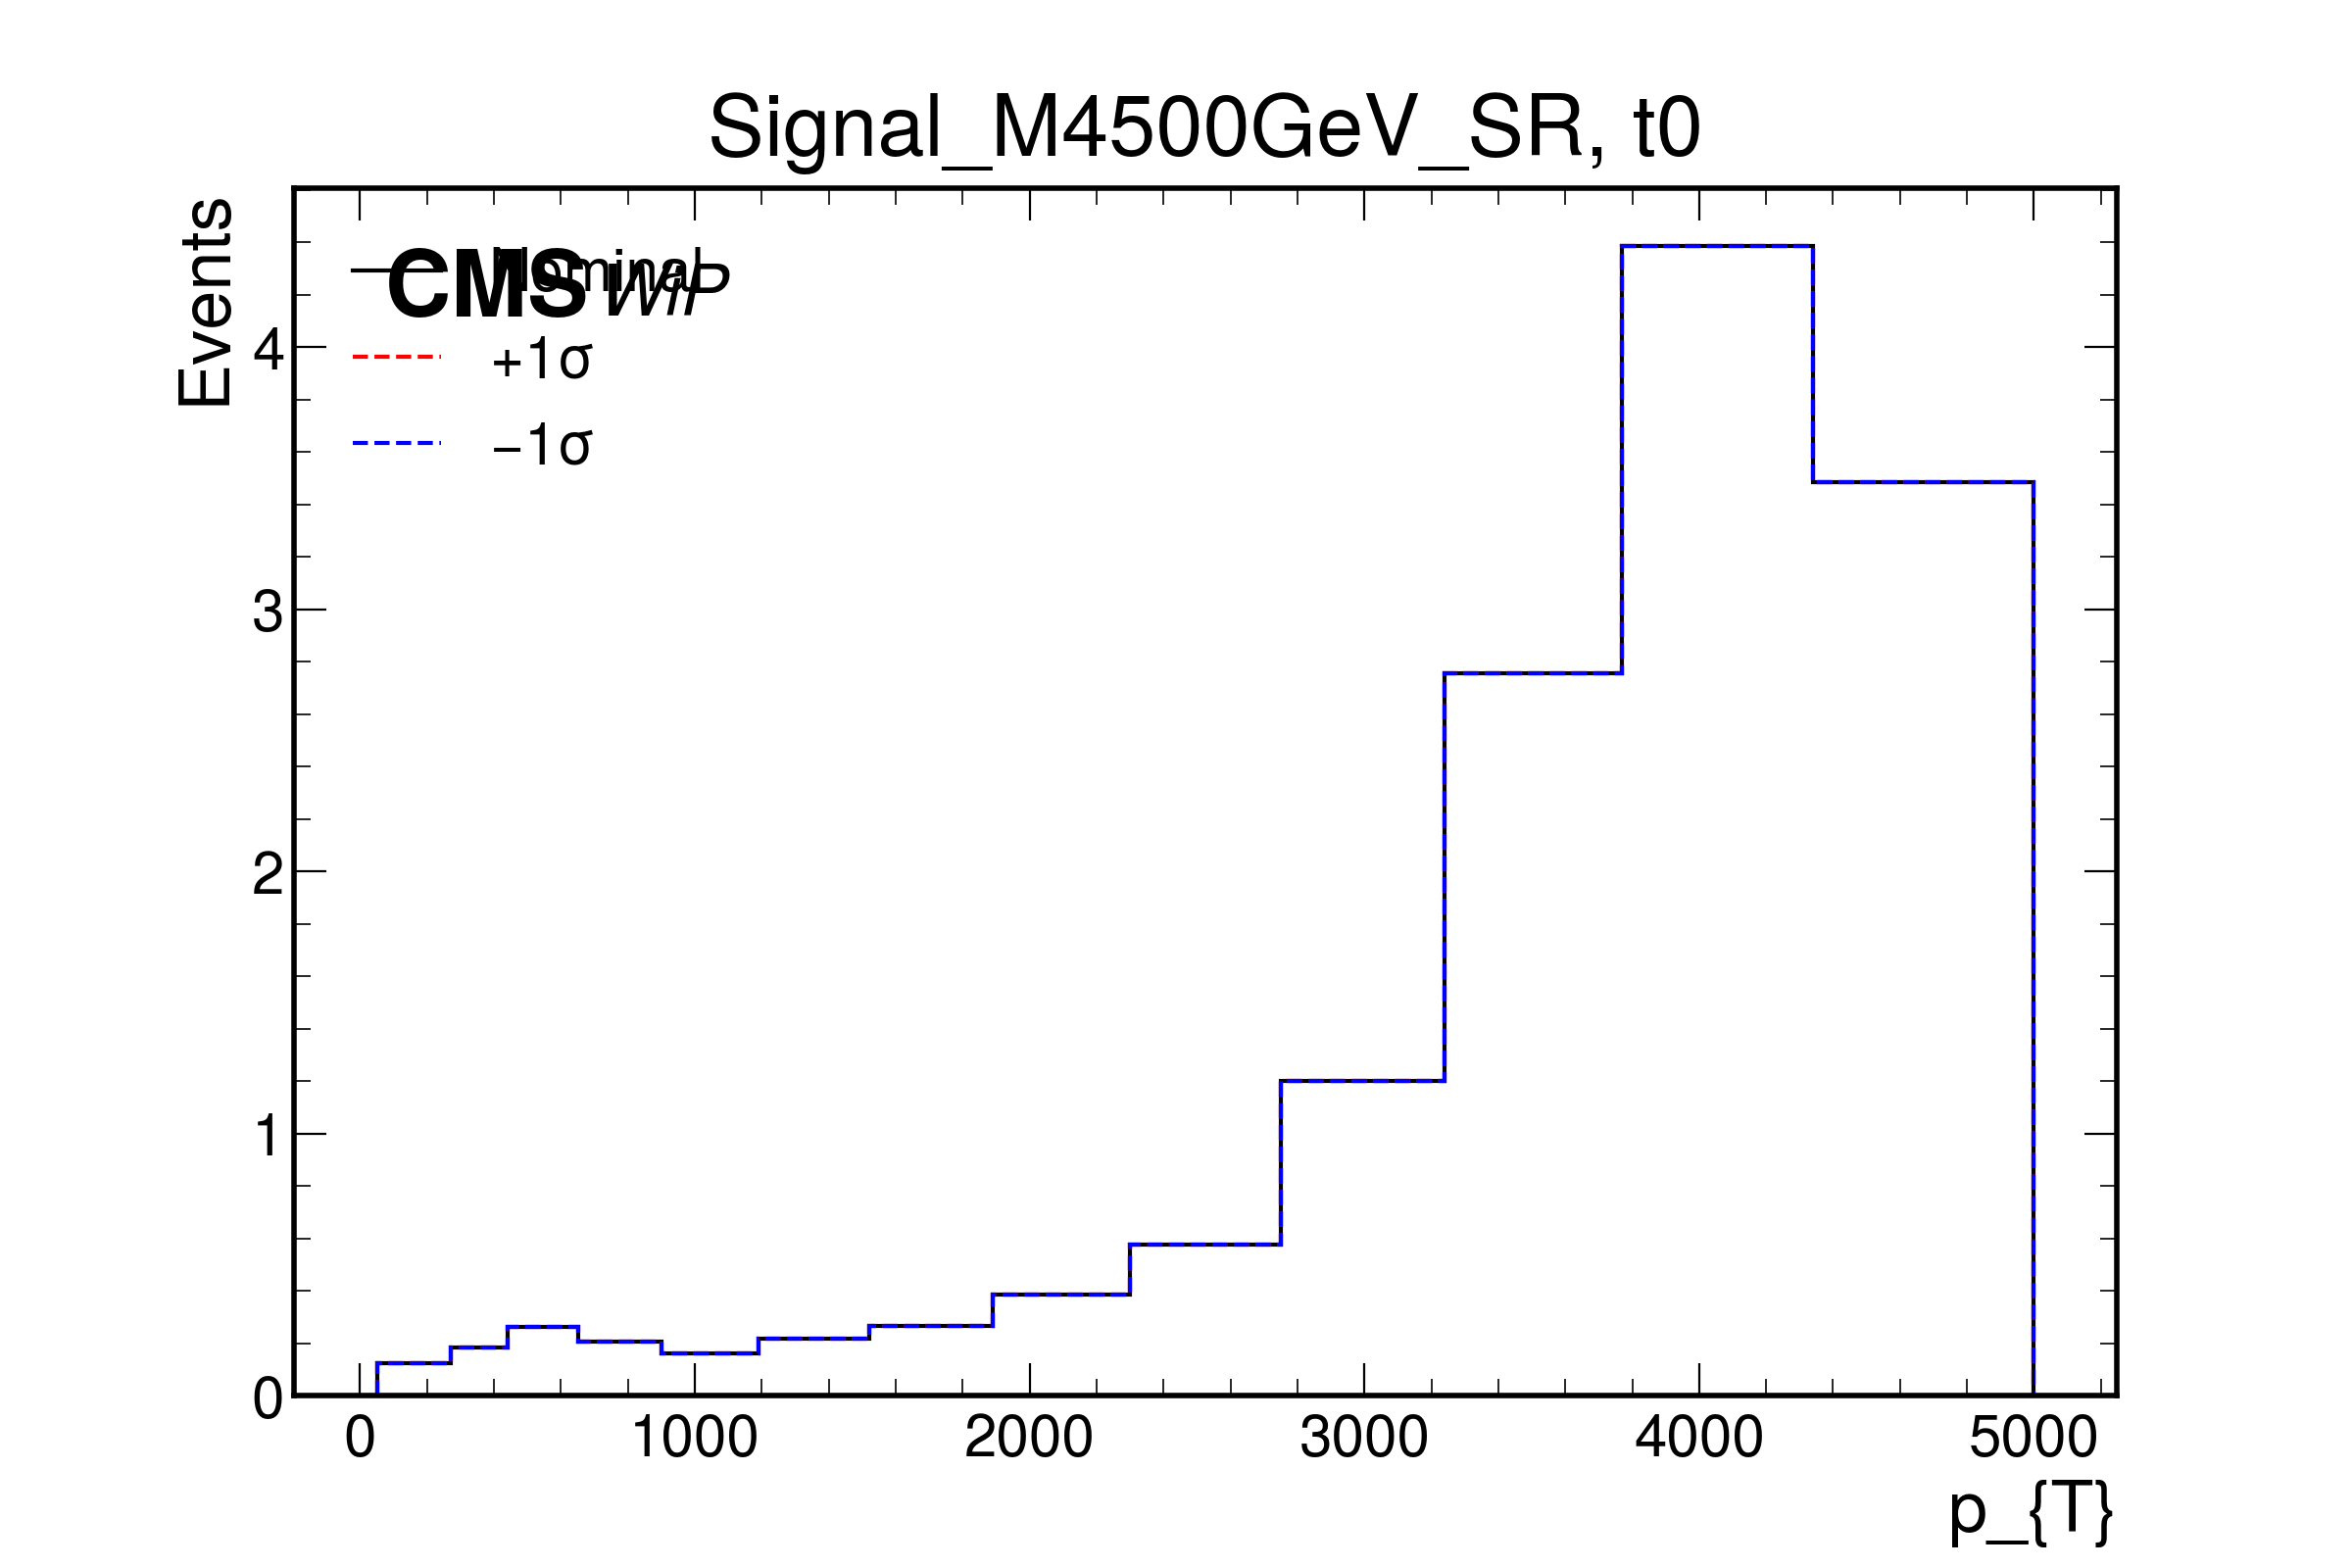 Signal_M4500GeV_SR, t0
Events
CMS WiP
Nominal
+1σ
−1σ
4
3
2
1
0
0 1000 2000 3000 4000 5000
p_{T}